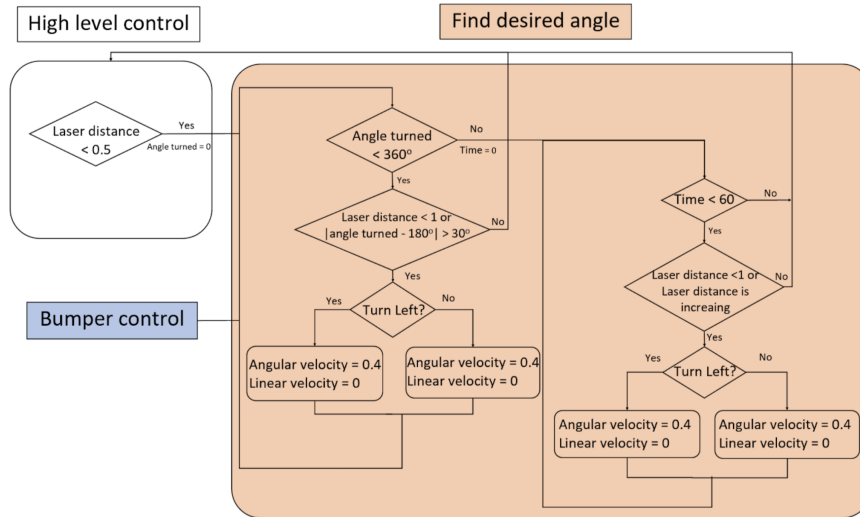 High level control
Find desired angle
Laser distance
< 0.5
Yes
Angle turned = 0
Angle turned
< 360°
No
Time = 0
Yes
Laser distance < 1 or
|angle turned - 180°| > 30°
No
Yes
Turn Left?
Yes
No
Angular velocity = 0.4
Linear velocity = 0
Angular velocity = 0.4
Linear velocity = 0
Bumper control
Time < 60
No
Yes
Laser distance <1 or
Laser distance is
increaing
No
Yes
Turn Left?
Yes
No
Angular velocity = 0.4
Linear velocity = 0
Angular velocity = 0.4
Linear velocity = 0